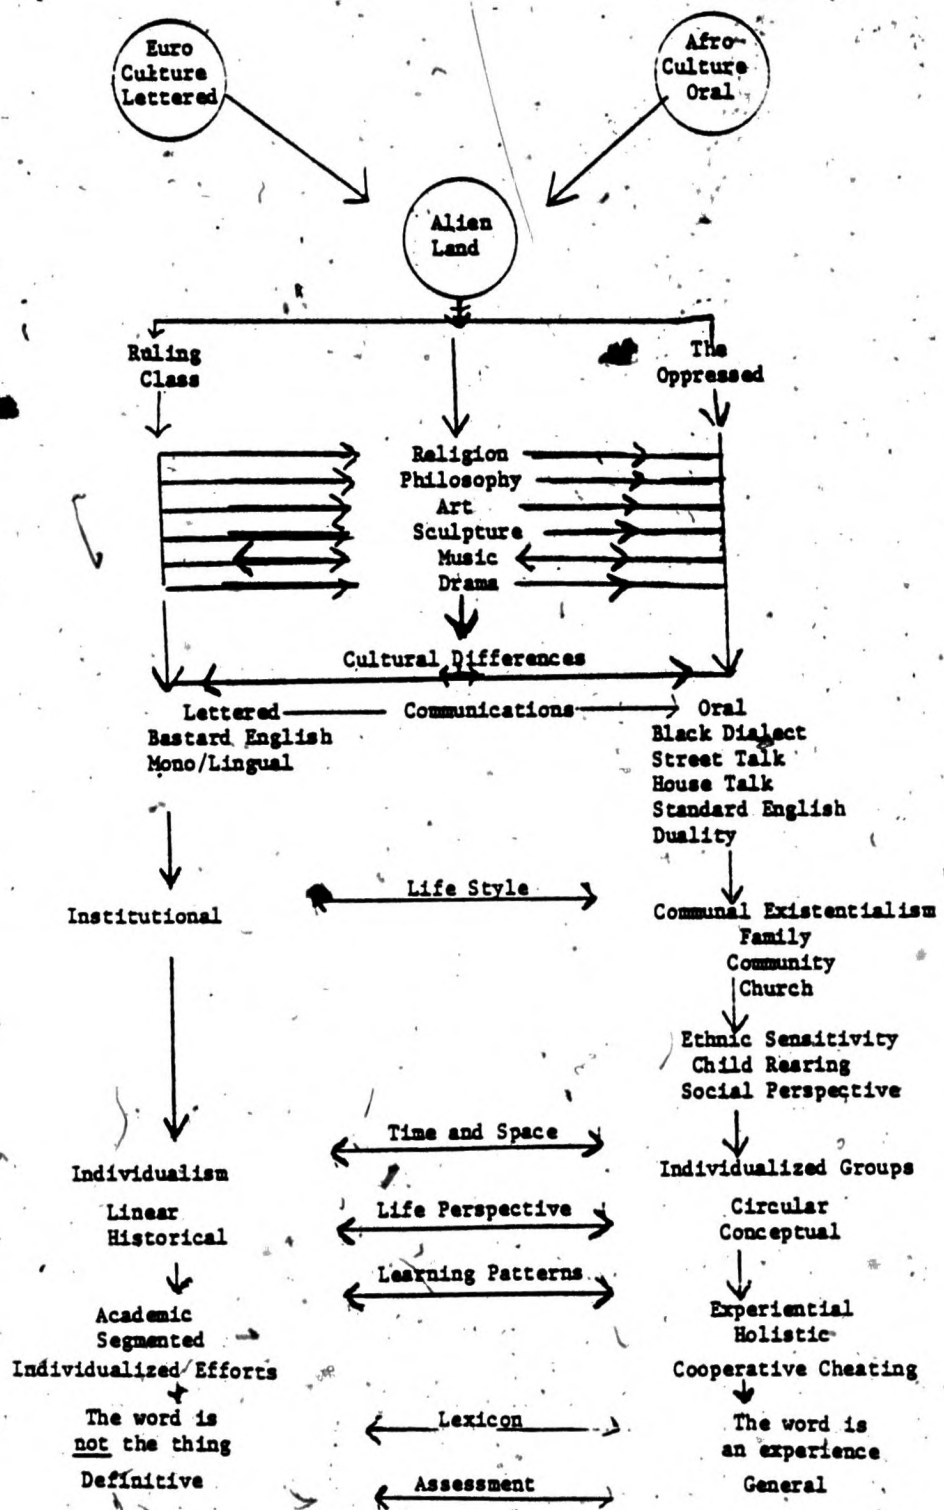 Euro
Culture
Lettered
Afro-
Culture
Oral
Alien
Land
Ruling
Class
The
Oppressed
Religion
Philosophy
Art
Sculpture
Music
Drama
Cultural Differences
Lettered
Communications
Oral
Bastard English
Mono/Lingual
Black Dialect
Street Talk
House Talk
Standard English
Duality
Life Style
Institutional
Communal Existentialism
Family
Community
Church
Ethnic Sensitivity
Child Rearing
Social Perspective
Time and Space
Individualism
Individualized Groups
Linear
Historical
Life Perspective
Circular
Conceptual
Learning Patterns
Academic
Segmented
Experiential
Holistic
Individualized Efforts
Cooperative Cheating
The word is
not the thing
Lexicon
The word is
an experience
Definitive
Assessment
General